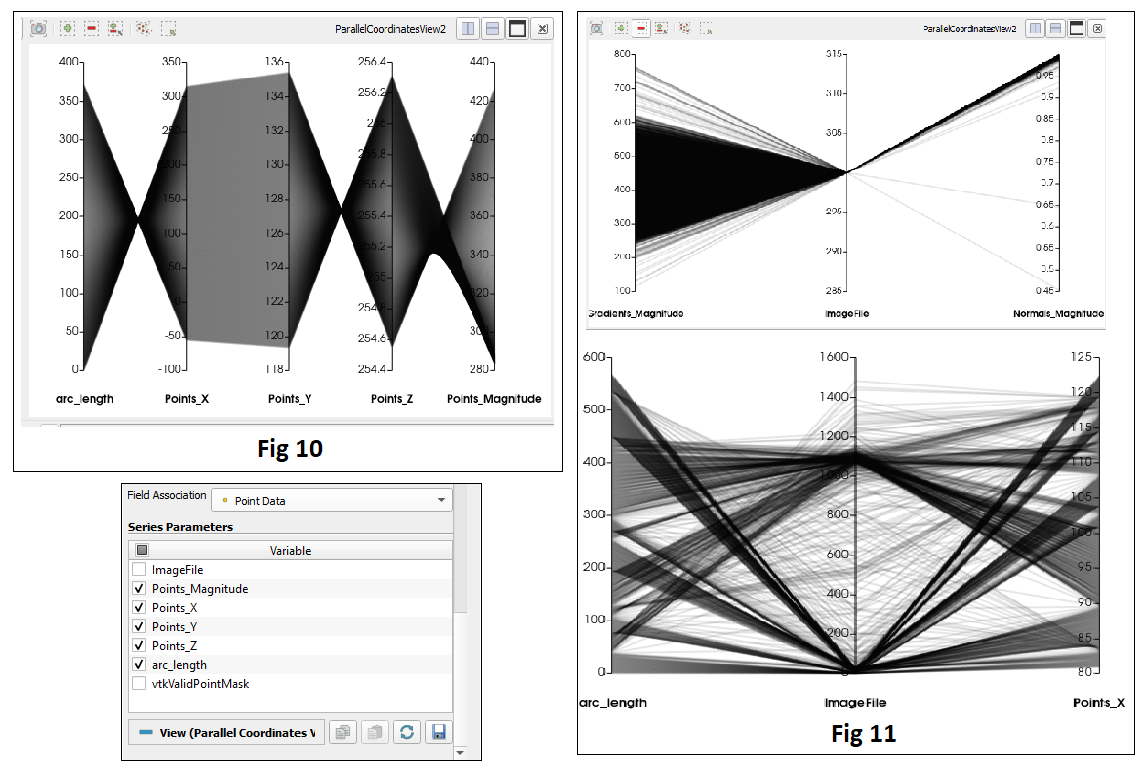 ParallelCoordinatesView2
400 350 136 256.4 440
350 300 134 256.2 420
300 250 132 256 400
250 200 130 255.8 380
200 150 128 255.6 360
150 100 126 255.4 340
100 50 124 255.2 320
50 0 122 255 300
0 -50 120 254.8 280
-100 118 254.6
254.4
arc_length Points_X Points_Y Points_Z Points_Magnitude
Fig 10
Field Association Point Data
Series Parameters
Variable
ImageFile
Points_Magnitude
Points_X
Points_Y
Points_Z
arc_length
vtkValidPointMask
View (Parallel Coordinates V
ParallelCoordinatesView2
800 315 0.95
700 310 0.9
600 305 0.85
500 0.8
400 295 0.75
300 290 0.7
200 285 0.65
100 0.6
0.55
0.5
0.45
Gradients_Magnitude ImageFile Normals_Magnitude
600 1600 125
500 1400 120
400 1200 115
300 1000 110
200 800 105
100 600 100
0 400 95
200 90
0 85
80
arc_length ImageFile Points_X
Fig 11